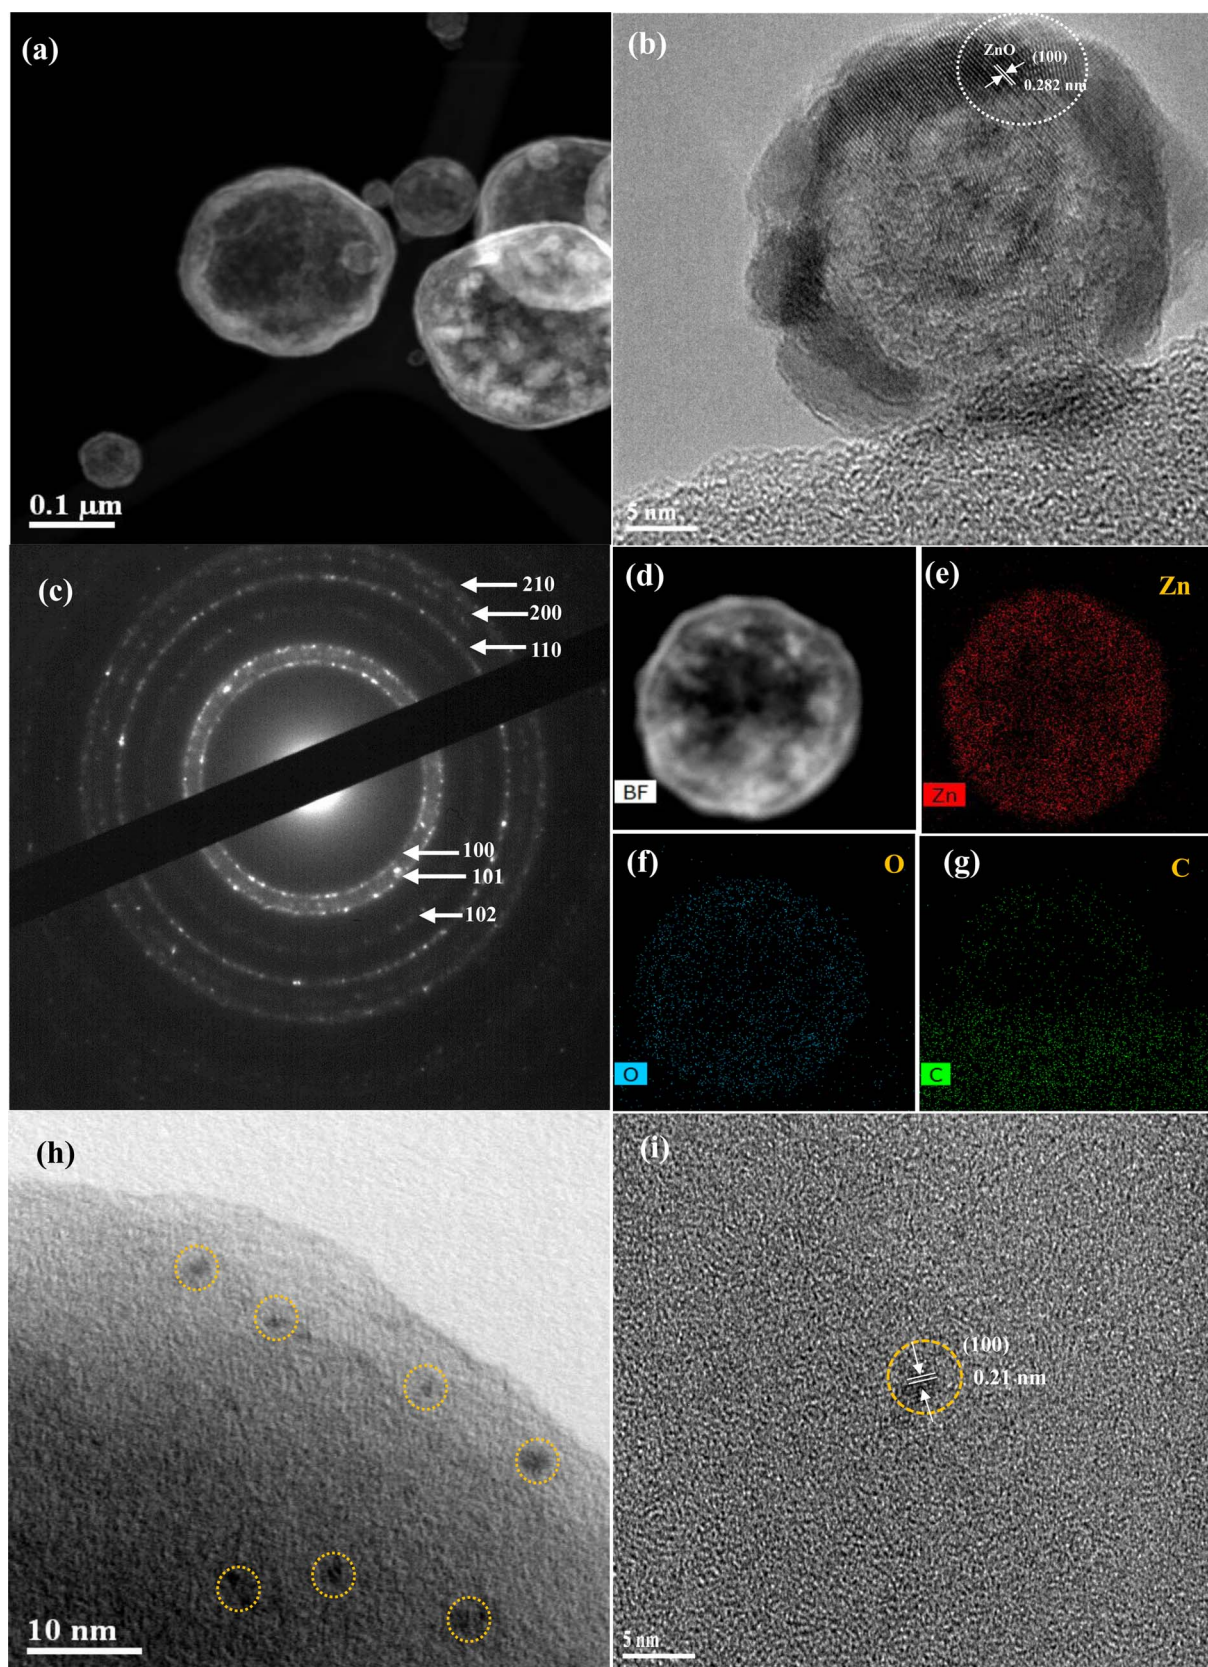 (a)
0.1 μm
(b)
ZnO
(100)
0.282 nm
5 nm
(c)
210
200
110
100
101
102
(d)
BF
(e)
Zn
Zn
(f)
O
O
(g)
C
C
(h)
10 nm
(i)
(100)
0.21 nm
5 nm